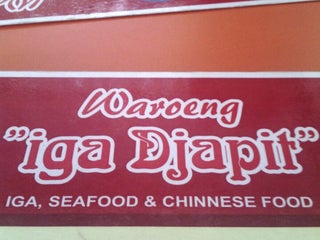 Waroeng
"iga Djapit"
IGA, SEAFOOD & CHINNESE FOOD